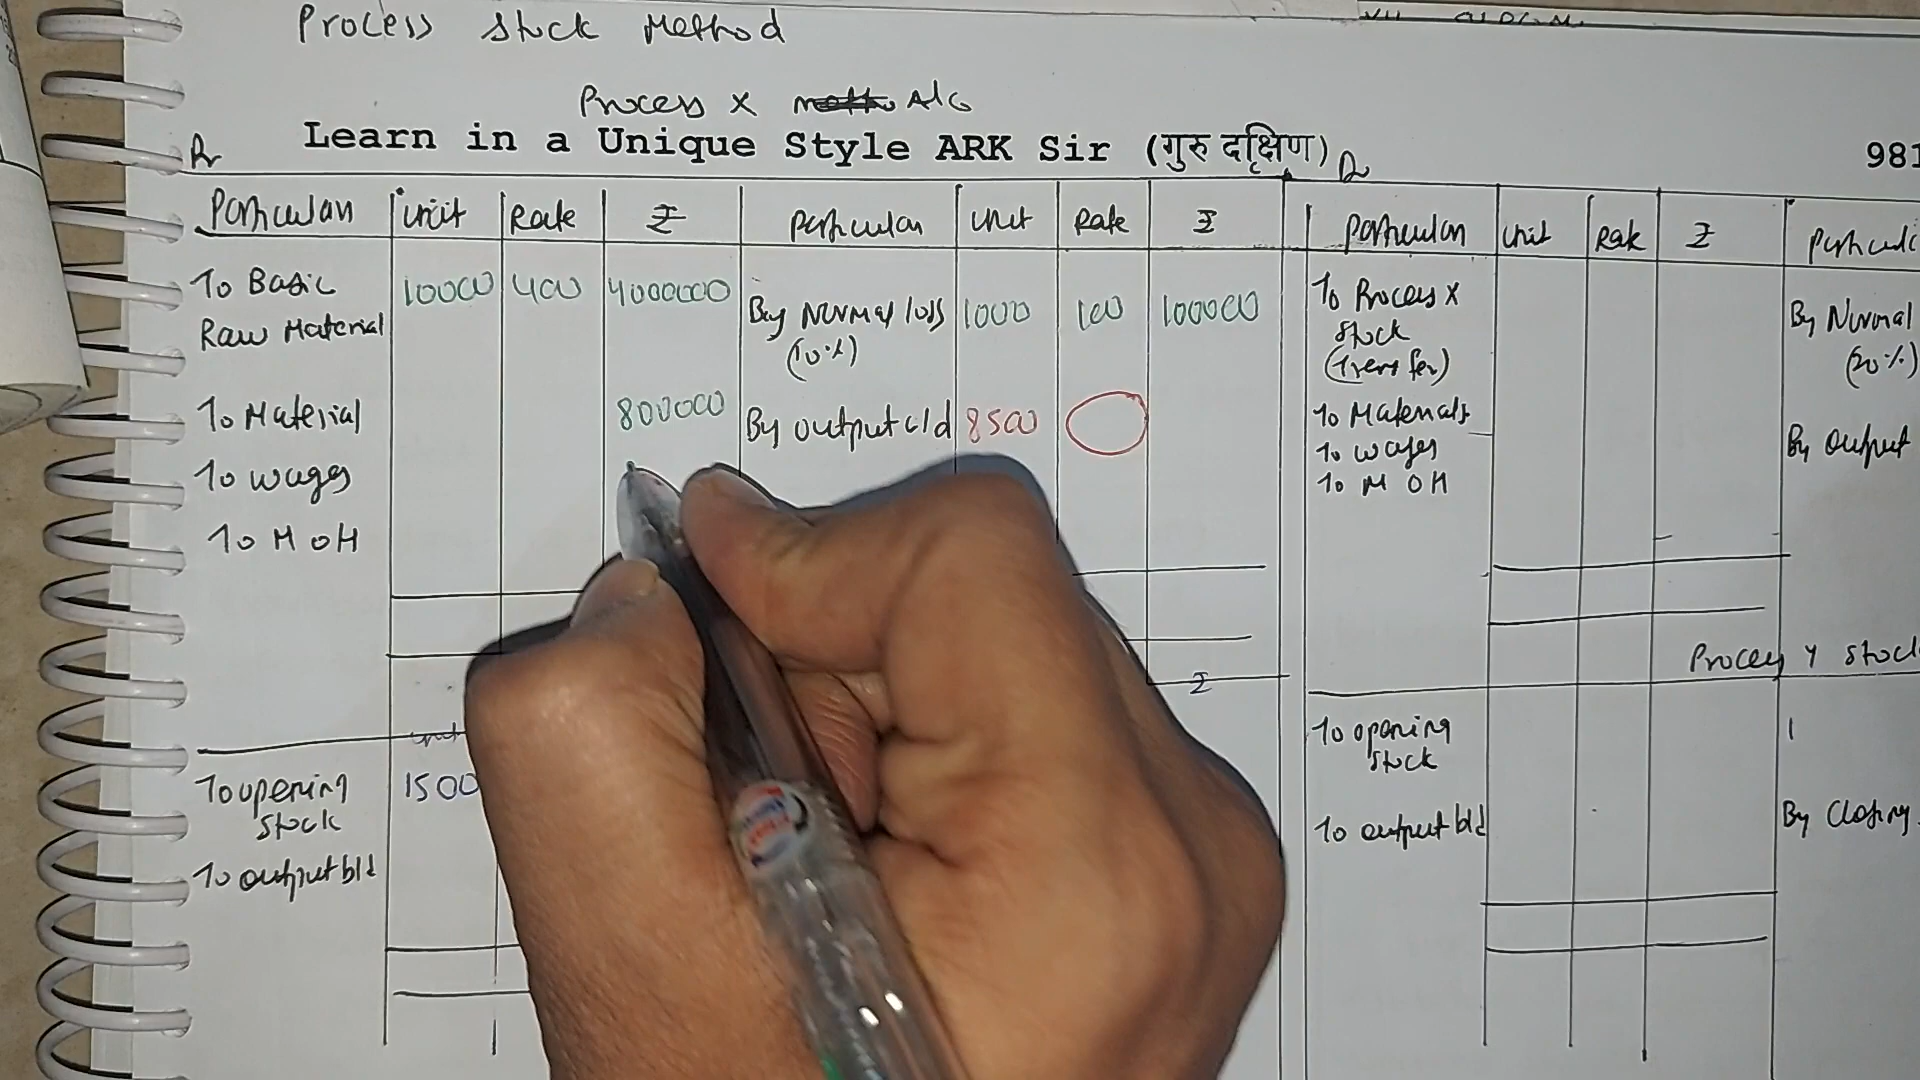 Process Stock Method
Process X A/c
Learn in a Unique Style ARK Sir (गुरु दक्षिण)
981
Dr
Particular unit Rate ₹ Particular unit Rate ₹
To Basic Raw Material 10000 400 4000000
By Normal loss (10%) 1000 100 100000
To Material 800000
By output c/d 8500
To wages
To M OH
₹
unit
To opening stock 1500
To output b/d
Particular unit Rate ₹
To Process X stock (Transfer)
By Normal (20%)
To Materials
To wages
By output
To M OH
Process Y Stock
To opening stock
To output b/d
By Closing